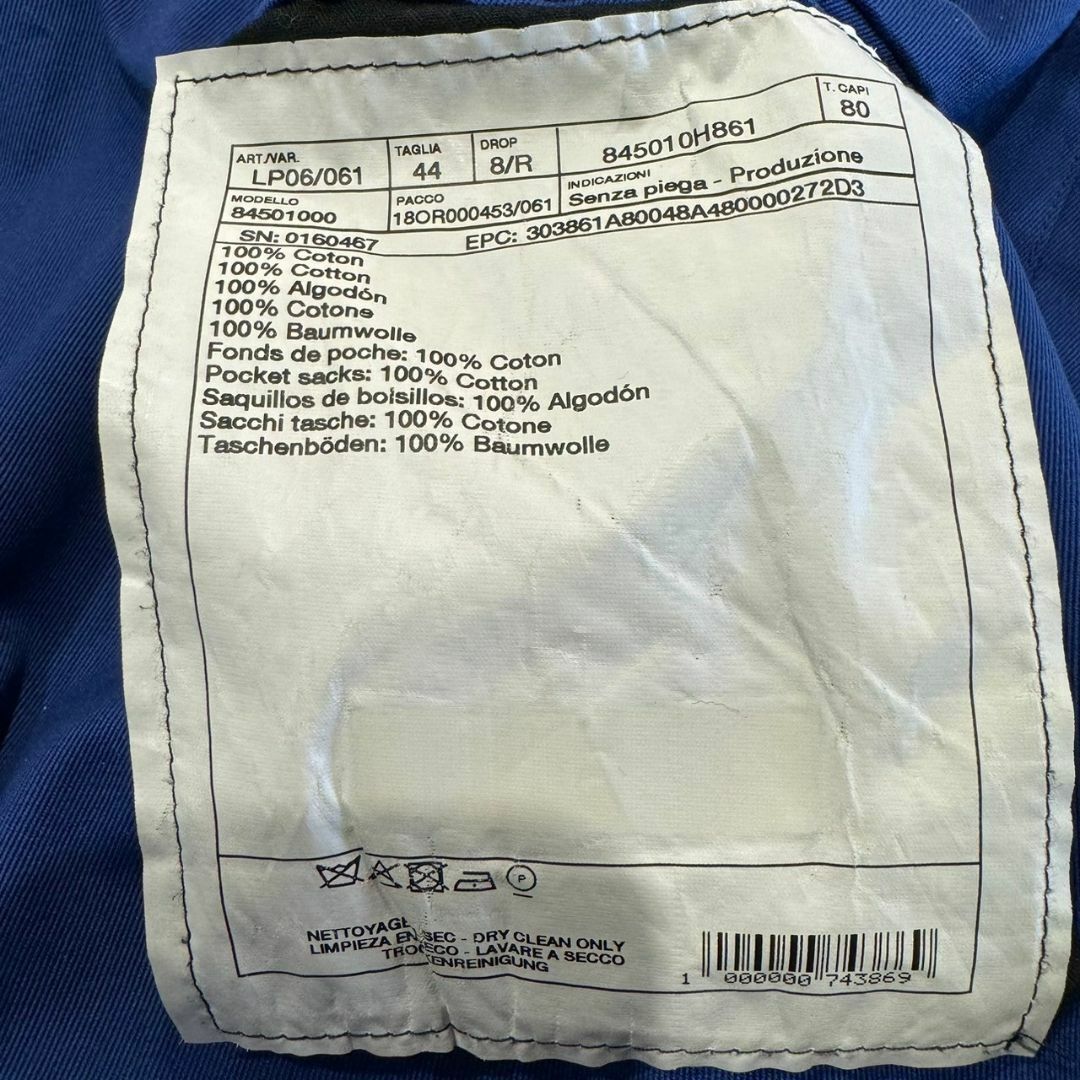 ART./VAR. TAGLIA DROP T. CAPI
LP06/061 44 8/R 845010H861 80
MODELLO PACCO INDICAZIONI
84501000 18OR000453/061 Senza piega - Produzione
SN: 0160467 EPC: 303861A80048A480000272D3
100% Coton
100% Cotton
100% Algodón
100% Cotone
100% Baumwolle
Fonds de poche: 100% Coton
Pocket sacks: 100% Cotton
Saquillos de bolsillos: 100% Algodón
Sacchi tasche: 100% Cotone
Taschenböden: 100% Baumwolle
P
NETTOYAGE
LIMPIEZA EN SEC - DRY CLEAN ONLY
LAVARE A SECCO
ENREINIGUNG
1 000000 743869